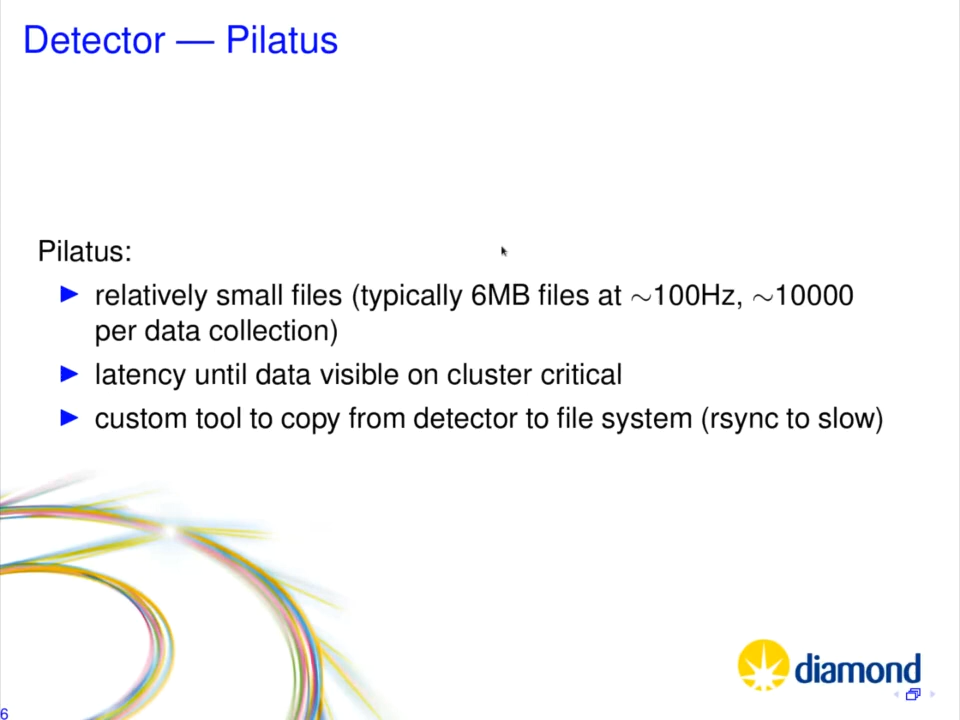 Detector — Pilatus
Pilatus:
▶ relatively small files (typically 6MB files at ∼100Hz, ∼10000
per data collection)
▶ latency until data visible on cluster critical
▶ custom tool to copy from detector to file system (rsync to slow)
diamond
6